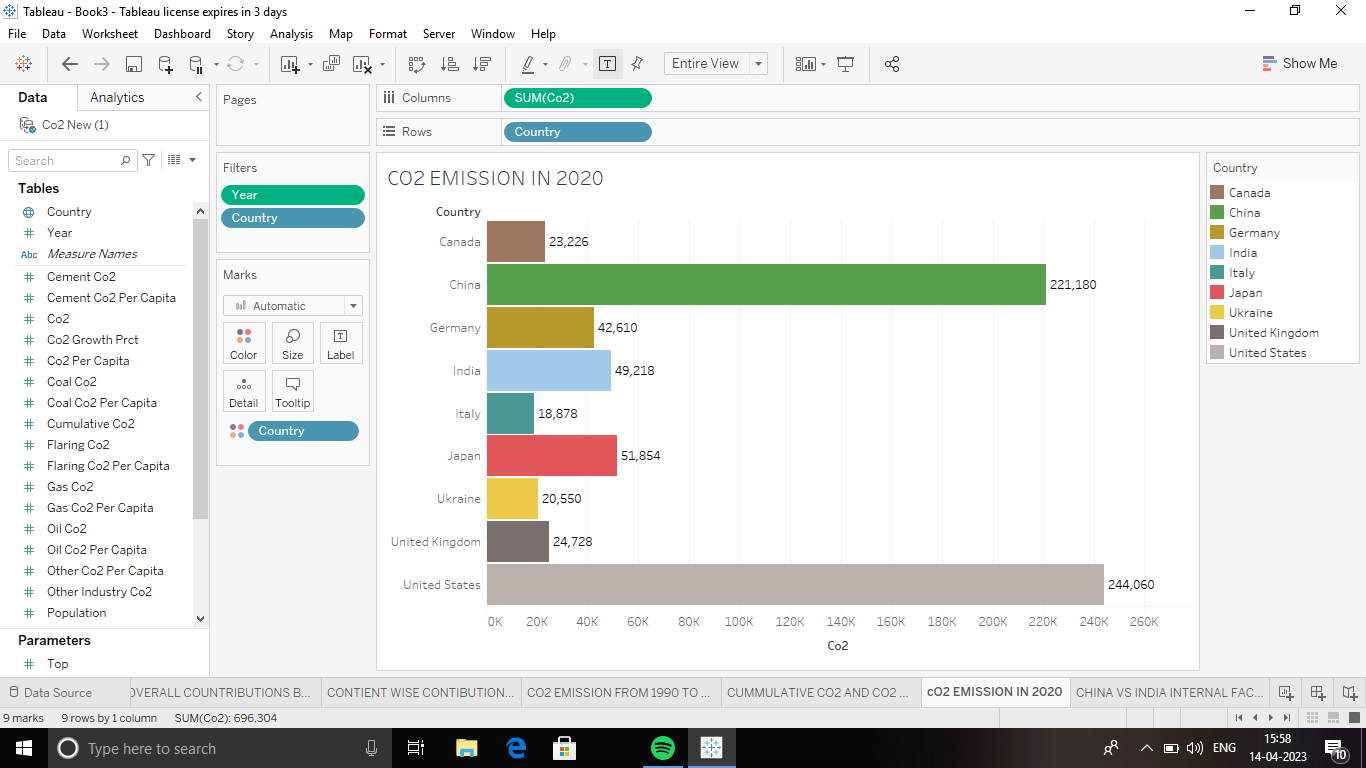 Tableau - Book3 - Tableau license expires in 3 days
File Data Worksheet Dashboard Story Analysis Map Format Server Window Help
Entire View
Show Me
Data Analytics
Co2 New (1)
Search
Tables
Country
Year
Abc Measure Names
Cement Co2
Cement Co2 Per Capita
Co2
Co2 Growth Prct
Co2 Per Capita
Coal Co2
Coal Co2 Per Capita
Cumulative Co2
Flaring Co2
Flaring Co2 Per Capita
Gas Co2
Gas Co2 Per Capita
Oil Co2
Oil Co2 Per Capita
Other Co2 Per Capita
Other Industry Co2
Population
Parameters
Top
Pages
Filters
Year
Country
Marks
Automatic
Color Size Label
Detail Tooltip
Country
Columns SUM(Co2)
Rows Country
CO2 EMISSION IN 2020
Country
Canada 23,226
China 221,180
Germany 42,610
India 49,218
Italy 18,878
Japan 51,854
Ukraine 20,550
United Kingdom 24,728
United States 244,060
0K 20K 40K 60K 80K 100K 120K 140K 160K 180K 200K 220K 240K 260K
Co2
Country
Canada
China
Germany
India
Italy
Japan
Ukraine
United Kingdom
United States
Data Source OVERALL COUNTRIBUTIONS B... CONTIENT WISE CONTIBUTION... CO2 EMISSION FROM 1990 TO ... CUMMULATIVE CO2 AND CO2 ... cO2 EMISSION IN 2020 CHINA VS INDIA INTERNAL FAC...
9 marks 9 rows by 1 column SUM(Co2): 696,304
Type here to search
ENG
15:58
14-04-2023
10